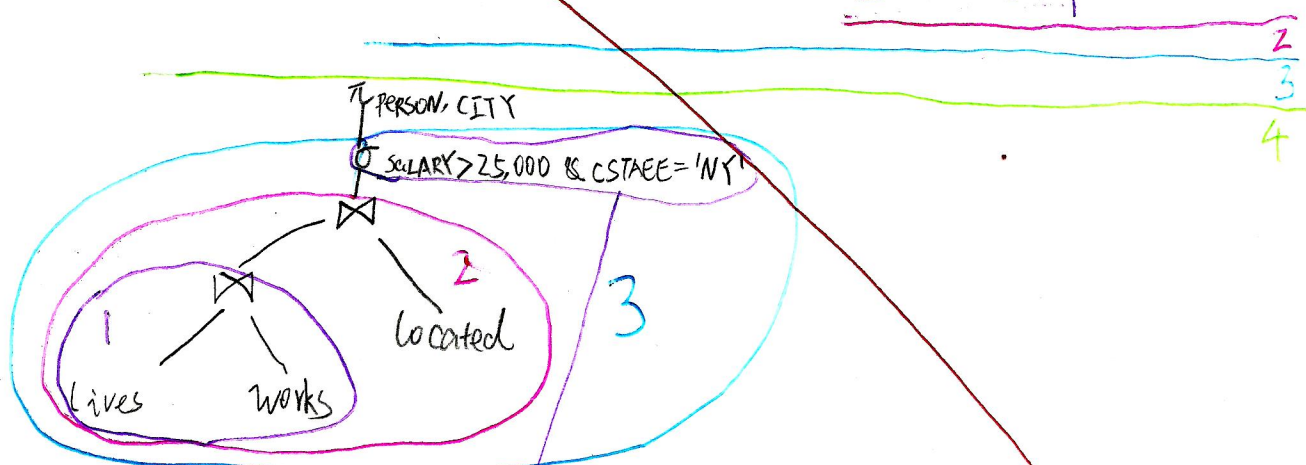 2
3
4
π PERSON, CITY
σ SALARY > 25,000 & CSTAEE = 'NY'
⋈
2
⋈
1
3
Located
Lives
Works